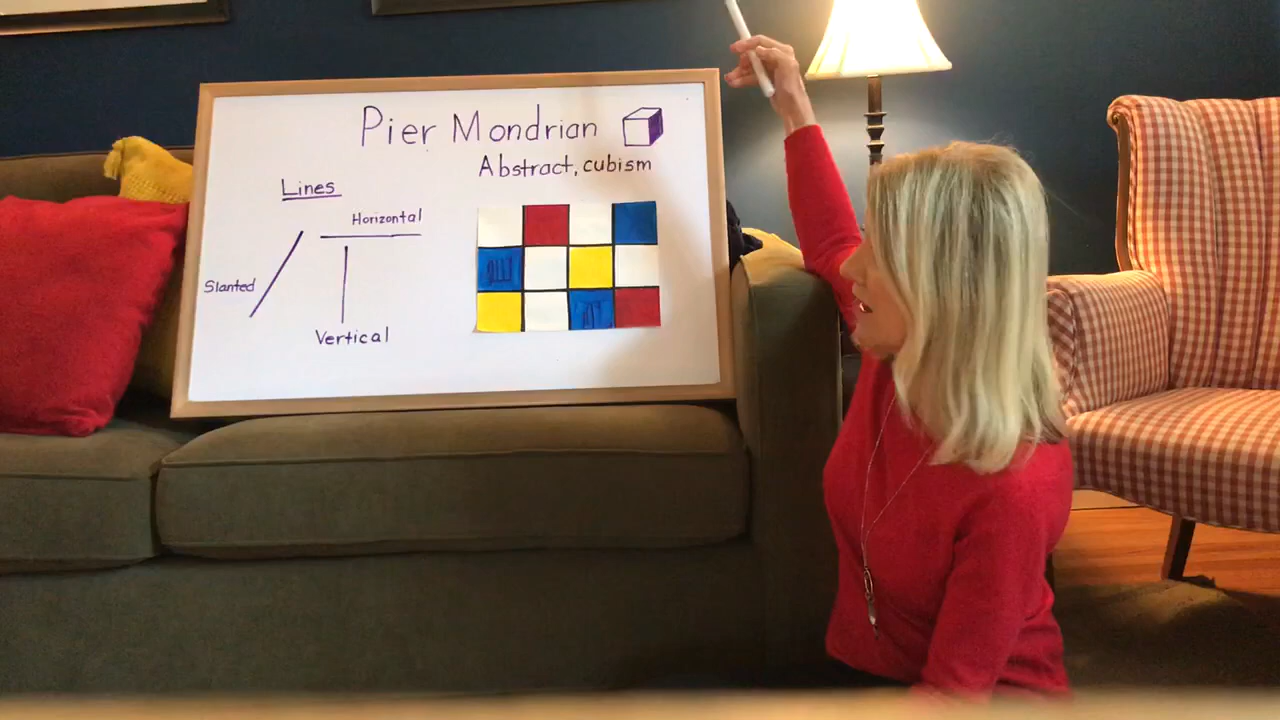 Pier Mondrian
Abstract, cubism
Lines
Horizontal
Slanted
Vertical